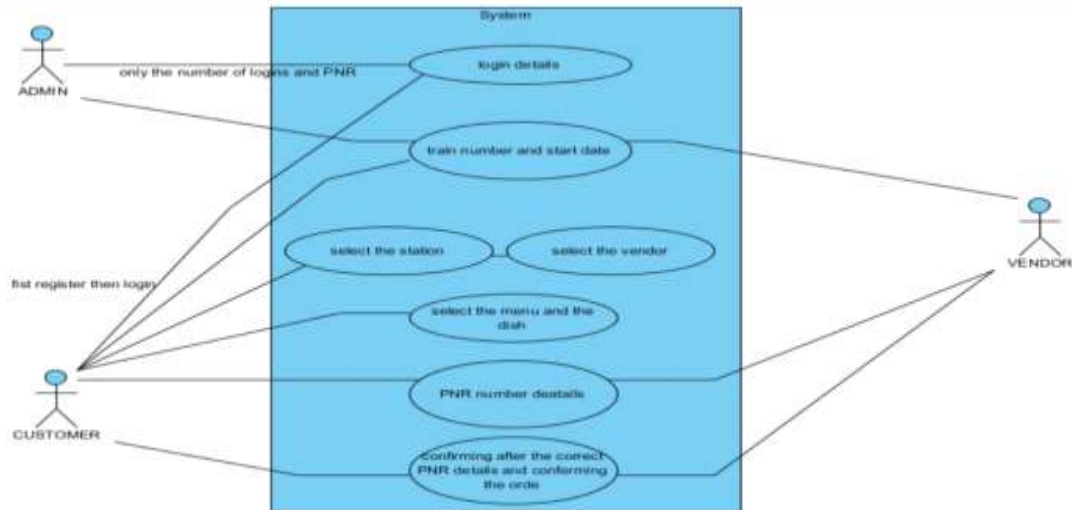 System
login details
only the number of logins and PNR
ADMIN
train number and start date
select the station
select the vendor
VENDOR
fist register then login
select the menu and the
dish
PNR number deatails
CUSTOMER
confirming after the correct
PNR details and conferming
the orde